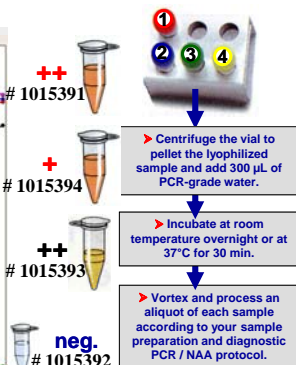 ++
# 1015391
+
# 1015394
++
# 1015393
neg.
# 1015392
1
2
3
4
➤ Centrifuge the vial to
pellet the lyophilized
sample and add 300 µL of
PCR-grade water.
➤ Incubate at room
temperature overnight or at
37°C for 30 min.
➤ Vortex and process an
aliquot of each sample
according to your sample
preparation and diagnostic
PCR / NAA protocol.